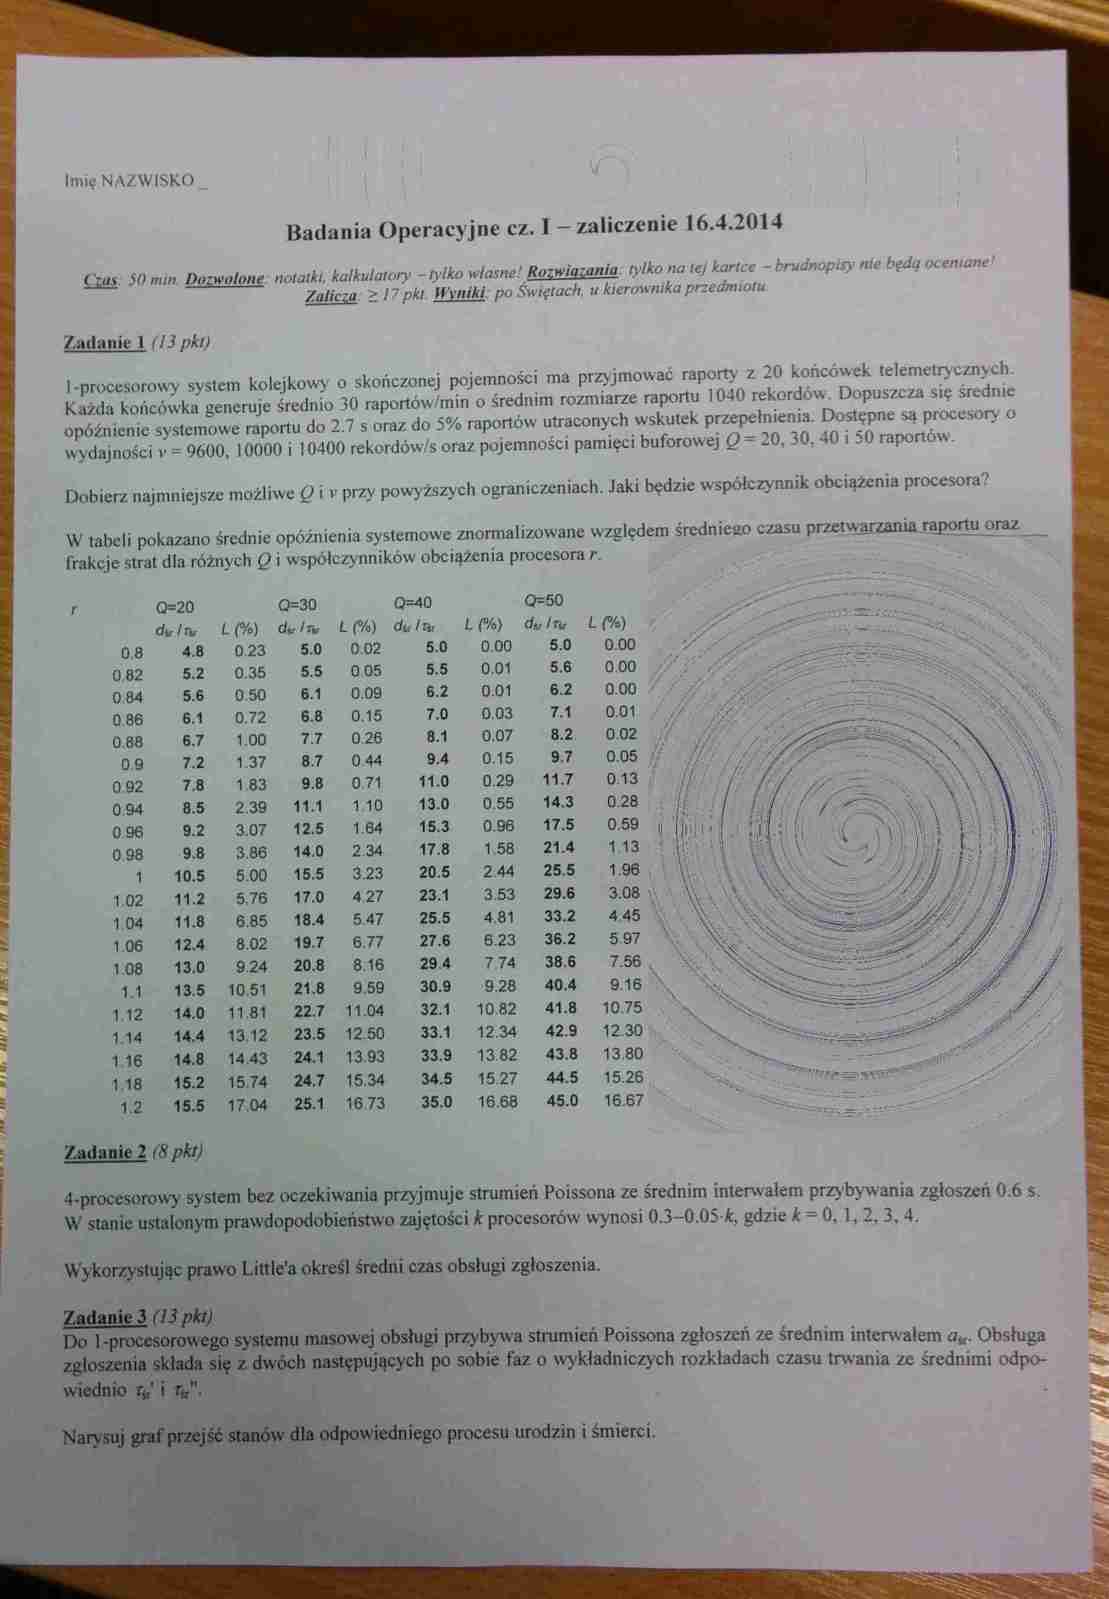 Imię NAZWISKO _
Badania Operacyjne cz. I – zaliczenie 16.4.2014
Czas: 50 min. Dozwolone: notatki, kalkulatory – tylko własne! Rozwiązania: tylko na tej kartce – brudnopisy nie będą oceniane!
Zalicza: ≥ 17 pkt. Wyniki: po Świętach, u kierownika przedmiotu.
Zadanie 1 (13 pkt)
1-procesorowy system kolejkowy o skończonej pojemności ma przyjmować raporty z 20 końcówek telemetrycznych.
Każda końcówka generuje średnio 30 raportów/min o średnim rozmiarze raportu 1040 rekordów. Dopuszcza się średnie
opóźnienie systemowe raportu do 2.7 s oraz do 5% raportów utraconych wskutek przepełnienia. Dostępne są procesory o
wydajności v = 9600, 10000 i 10400 rekordów/s oraz pojemności pamięci buforowej Q = 20, 30, 40 i 50 raportów.
Dobierz najmniejsze możliwe Q i v przy powyższych ograniczeniach. Jaki będzie współczynnik obciążenia procesora?
W tabeli pokazano średnie opóźnienia systemowe znormalizowane względem średniego czasu przetwarzania raportu oraz
frakcje strat dla różnych Q i współczynników obciążenia procesora r.
r Q=20 Q=30 Q=40 Q=50
dśr /τśr L (%) dśr /τśr L (%) dśr /τśr L (%) dśr /τśr L (%)
0.8 4.8 0.23 5.0 0.02 5.0 0.00 5.0 0.00
0.82 5.2 0.35 5.5 0.05 5.5 0.01 5.6 0.00
0.84 5.6 0.50 6.1 0.09 6.2 0.01 6.2 0.00
0.86 6.1 0.72 6.8 0.15 7.0 0.03 7.1 0.01
0.88 6.7 1.00 7.7 0.26 8.1 0.07 8.2 0.02
0.9 7.2 1.37 8.7 0.44 9.4 0.15 9.7 0.05
0.92 7.8 1.83 9.8 0.71 11.0 0.29 11.7 0.13
0.94 8.5 2.39 11.1 1.10 13.0 0.55 14.3 0.28
0.96 9.2 3.07 12.5 1.64 15.3 0.96 17.5 0.59
0.98 9.8 3.86 14.0 2.34 17.8 1.58 21.4 1.13
1 10.5 5.00 15.5 3.23 20.5 2.44 25.5 1.96
1.02 11.2 5.76 17.0 4.27 23.1 3.53 29.6 3.08
1.04 11.8 6.85 18.4 5.47 25.5 4.81 33.2 4.45
1.06 12.4 8.02 19.7 6.77 27.6 6.23 36.2 5.97
1.08 13.0 9.24 20.8 8.16 29.4 7.74 38.6 7.56
1.1 13.5 10.51 21.8 9.59 30.9 9.28 40.4 9.16
1.12 14.0 11.81 22.7 11.04 32.1 10.82 41.8 10.75
1.14 14.4 13.12 23.5 12.50 33.1 12.34 42.9 12.30
1.16 14.8 14.43 24.1 13.93 33.9 13.82 43.8 13.80
1.18 15.2 15.74 24.7 15.34 34.5 15.27 44.5 15.26
1.2 15.5 17.04 25.1 16.73 35.0 16.68 45.0 16.67
Zadanie 2 (8 pkt)
4-procesorowy system bez oczekiwania przyjmuje strumień Poissona ze średnim interwałem przybywania zgłoszeń 0.6 s.
W stanie ustalonym prawdopodobieństwo zajętości k procesorów wynosi 0.3–0.05·k, gdzie k = 0, 1, 2, 3, 4.
Wykorzystując prawo Little'a określ średni czas obsługi zgłoszenia.
Zadanie 3 (13 pkt)
Do 1-procesorowego systemu masowej obsługi przybywa strumień Poissona zgłoszeń ze średnim interwałem aśr. Obsługa
zgłoszenia składa się z dwóch następujących po sobie faz o wykładniczych rozkładach czasu trwania ze średnimi odpo-
wiednio τśr' i τśr".
Narysuj graf przejść stanów dla odpowiedniego procesu urodzin i śmierci.